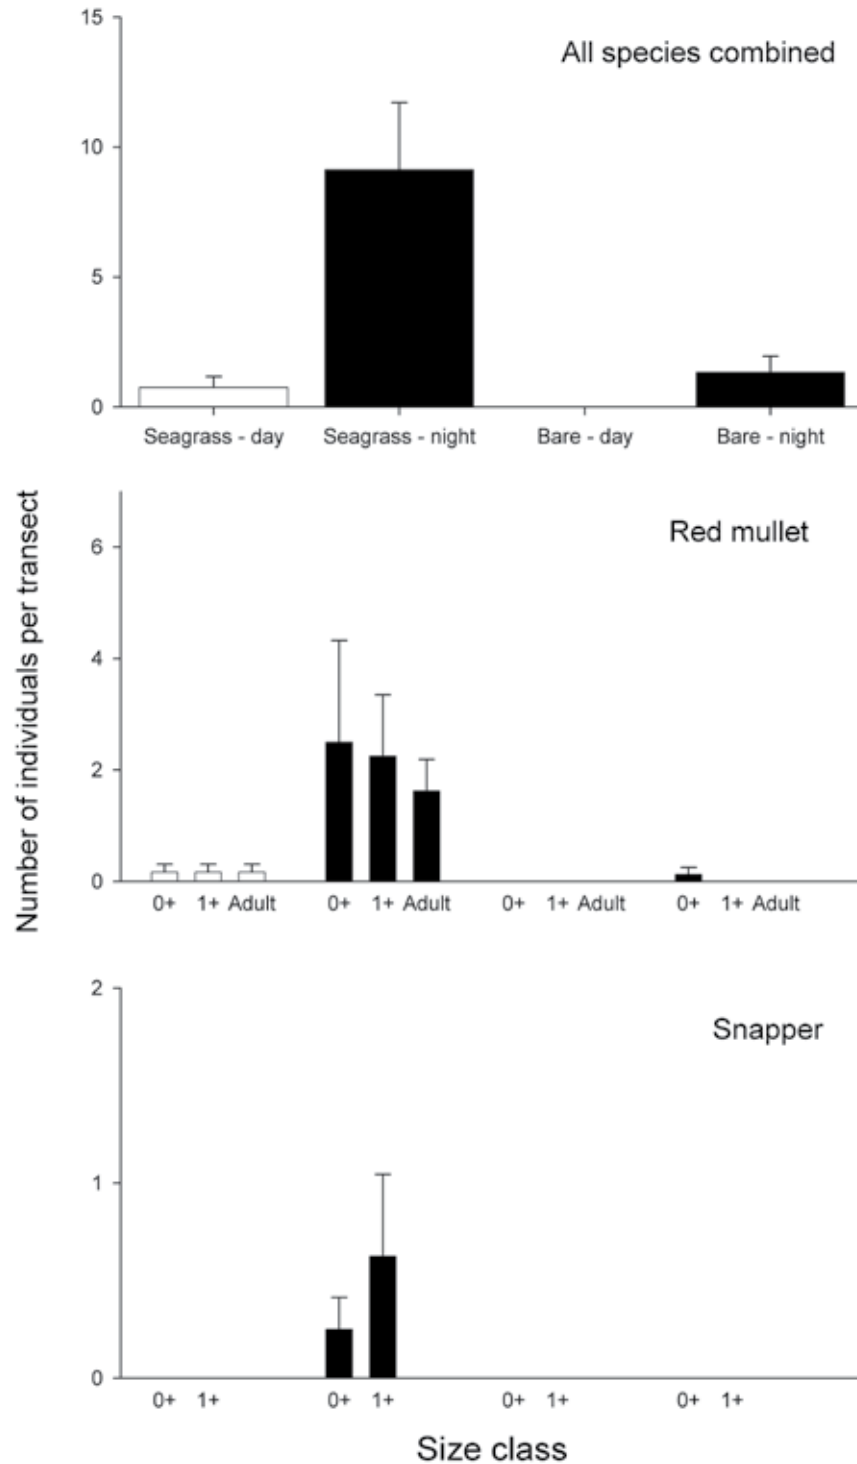 15
All species combined
10
5
0
Seagrass - day Seagrass - night Bare - day Bare - night
Number of individuals per transect
Red mullet
6
4
2
0
0+ 1+ Adult 0+ 1+ Adult 0+ 1+ Adult 0+ 1+ Adult
2
Snapper
1
0
0+ 1+ 0+ 1+ 0+ 1+ 0+ 1+
Size class